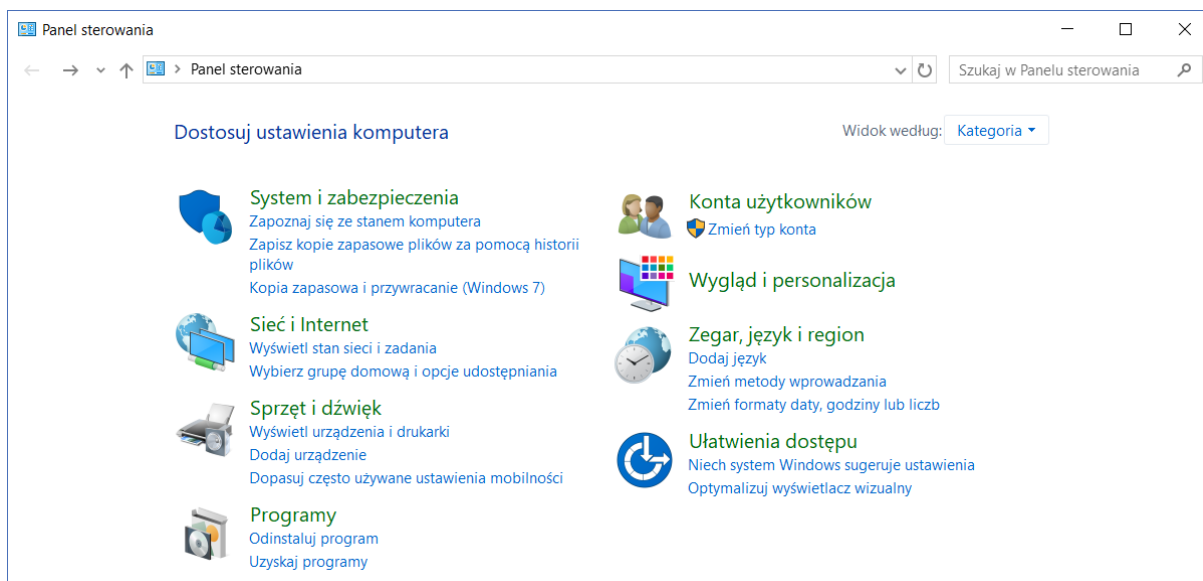 Panel sterowania
Panel sterowania
Szukaj w Panelu sterowania
Dostosuj ustawienia komputera
Widok według: Kategoria
System i zabezpieczenia
Zapoznaj się ze stanem komputera
Zapisz kopie zapasowe plików za pomocą historii
plików
Kopia zapasowa i przywracanie (Windows 7)
Sieć i Internet
Wyświetl stan sieci i zadania
Wybierz grupę domową i opcje udostępniania
Sprzęt i dźwięk
Wyświetl urządzenia i drukarki
Dodaj urządzenie
Dopasuj często używane ustawienia mobilności
Programy
Odinstaluj program
Uzyskaj programy
Konta użytkowników
Zmień typ konta
Wygląd i personalizacja
Zegar, język i region
Dodaj język
Zmień metody wprowadzania
Zmień formaty daty, godziny lub liczb
Ułatwienia dostępu
Niech system Windows sugeruje ustawienia
Optymalizuj wyświetlacz wizualny